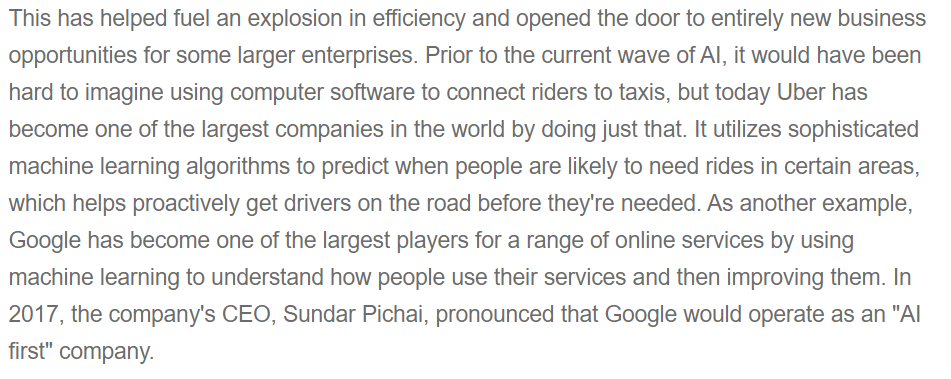 This has helped fuel an explosion in efficiency and opened the door to entirely new business
opportunities for some larger enterprises. Prior to the current wave of AI, it would have been
hard to imagine using computer software to connect riders to taxis, but today Uber has
become one of the largest companies in the world by doing just that. It utilizes sophisticated
machine learning algorithms to predict when people are likely to need rides in certain areas,
which helps proactively get drivers on the road before they're needed. As another example,
Google has become one of the largest players for a range of online services by using
machine learning to understand how people use their services and then improving them. In
2017, the company's CEO, Sundar Pichai, pronounced that Google would operate as an "AI
first" company.